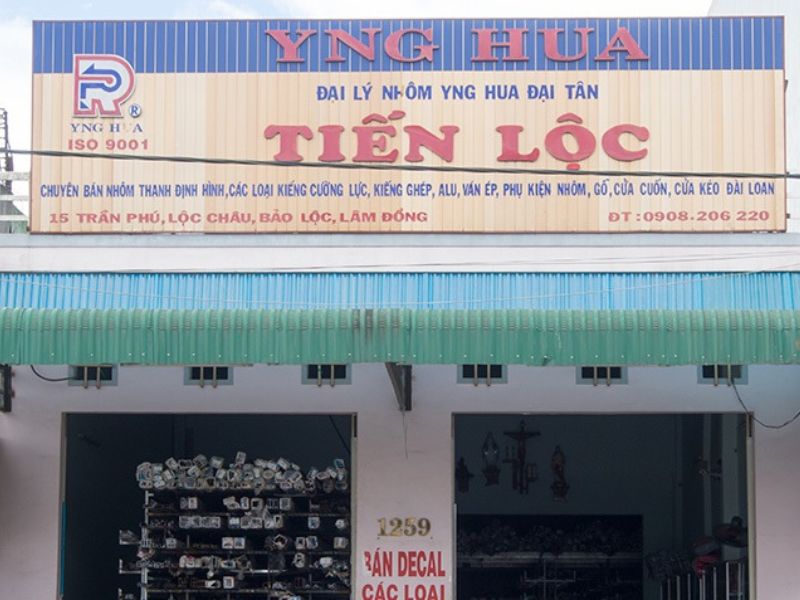 YNG HUA
R ®
YNG HUA
ISO 9001
ĐẠI LÝ NHÔM YNG HUA ĐẠI TÂN
TIẾN LỘC
CHUYÊN BÁN NHÔM THANH ĐỊNH HÌNH,CÁC LOẠI KIẾNG CƯỜNG LỰC, KIẾNG GHÉP, ALU, VÁN ÉP, PHỤ KIỆN NHÔM, GỖ,CỬA CUỐN, CỬA KÉO ĐÀI LOAN
15 TRẦN PHÚ, LỘC CHÂU, BẢO LỘC, LÂM ĐỒNG
ĐT : 0908.206 220
1259
BÁN DECAL
CÁC LOẠI